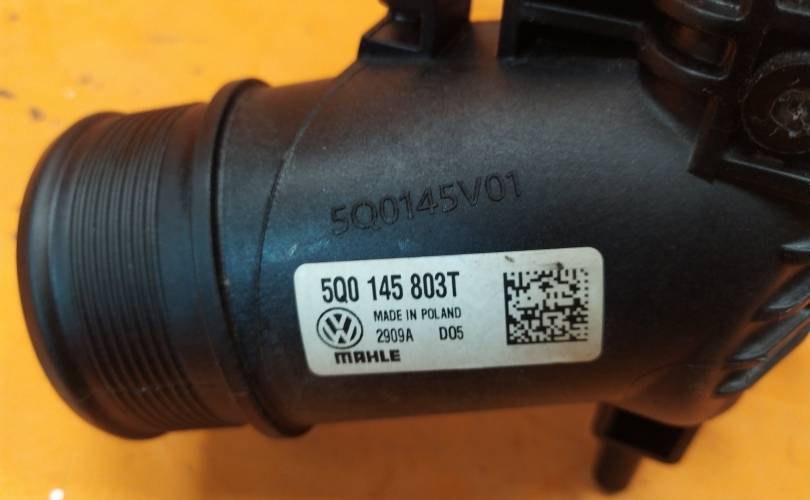 5Q0145V01
5Q0 145 803T
MADE IN POLAND
2909A D05
MAHLE